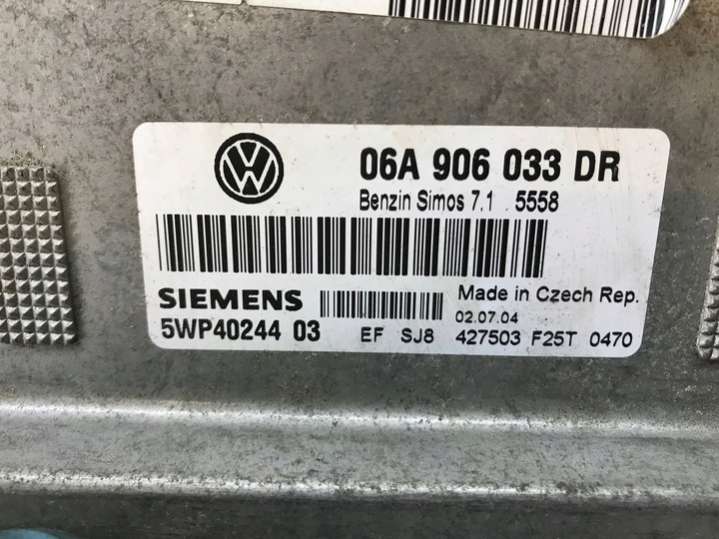 06A 906 033 DR
Benzin Simos 7.1 5558
SIEMENS
Made in Czech Rep.
02.07.04
5WP40244 03
EF SJ8 427503 F25T 0470